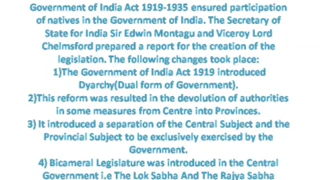 Government of India Act 1919-1935 ensured participation
of natives in the Government of India. The Secretary of
State for India Sir Edwin Montagu and Viceroy Lord
Chelmsford prepared a report for the creation of the
legislation. The following changes took place:
1)The Government of India Act 1919 introduced
Dyarchy(Dual form of Government).
2)This reform was resulted in the devolution of authorities
in some measures from Centre into Provinces.
3) It introduced a separation of the Central Subject and the
Provincial Subject to be exclusively exercised by the
Government.
4) Bicameral Legislature was introduced in the Central
Government i.e The Lok Sabha And The Rajya Sabha